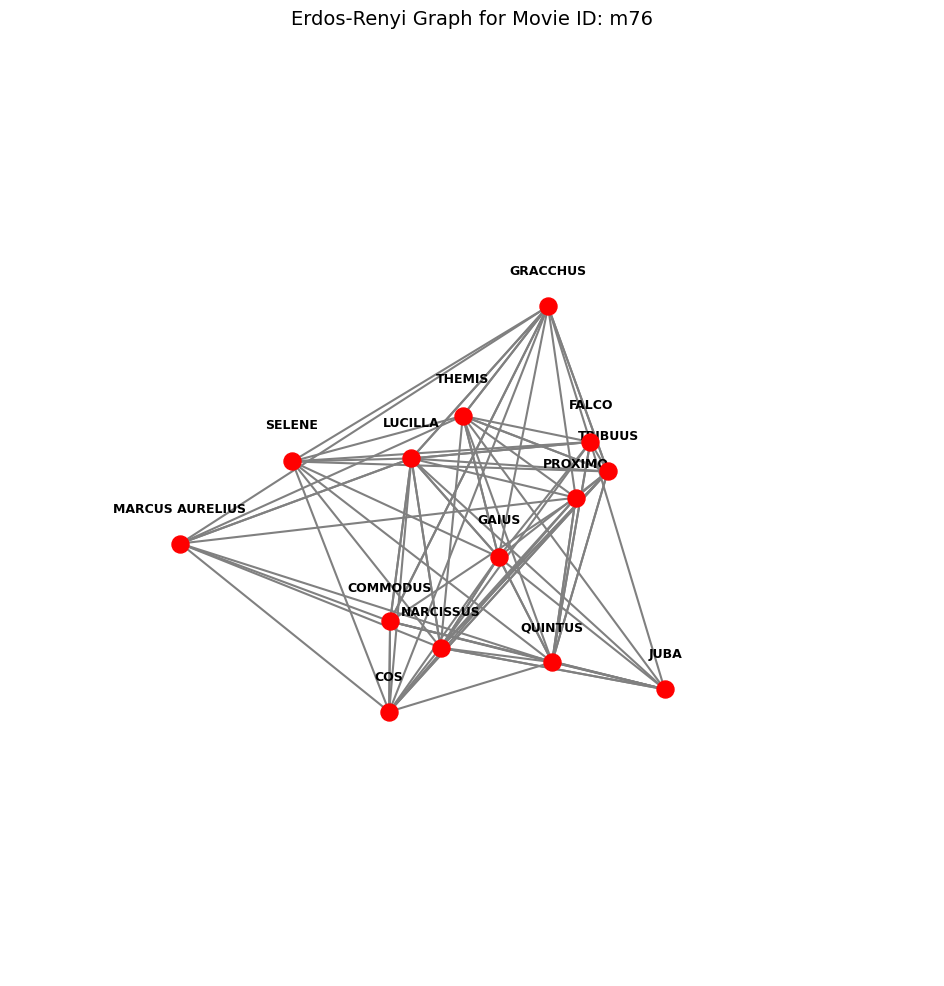 Erdos-Renyi Graph for Movie ID: m76
GRACCHUS
THEMIS
FALCO
LUCILLA
SELENE
TRIBUUS
PROXIMO
MARCUS AURELIUS
GAIUS
COMMODUS
NARCISSUS
QUINTUS
JUBA
COS